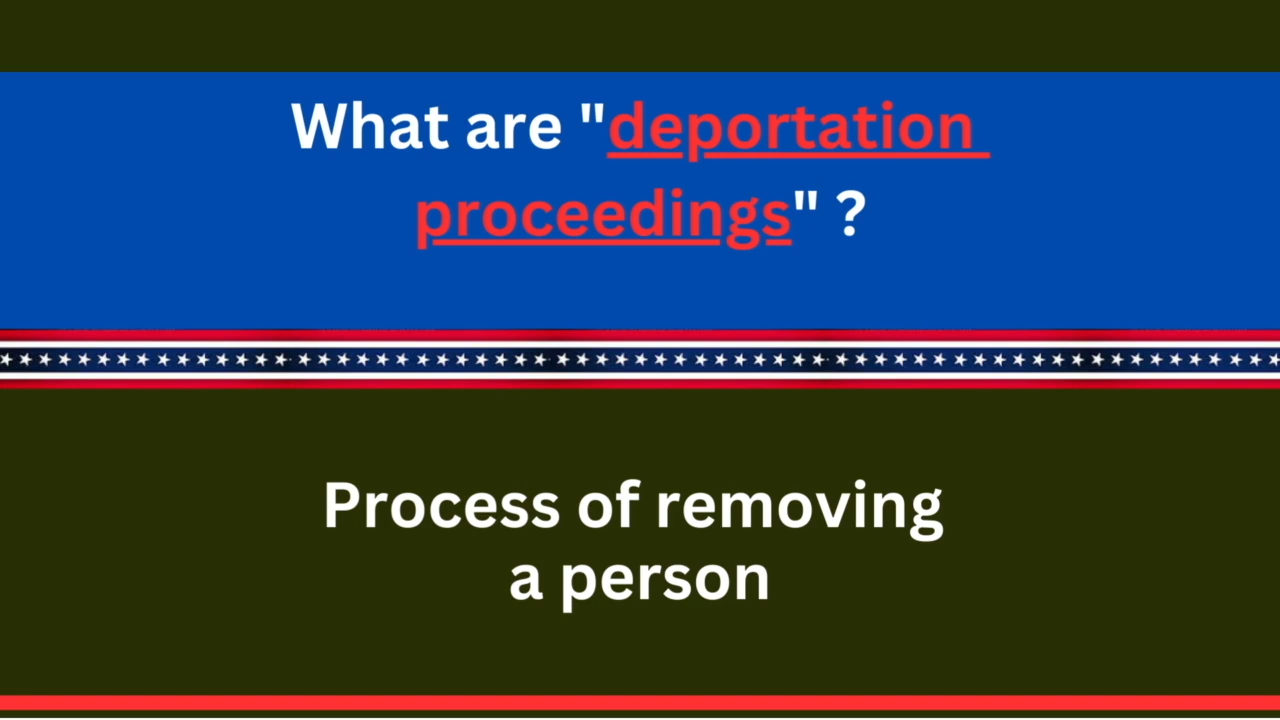 What are "deportation
proceedings" ?
Process of removing
a person